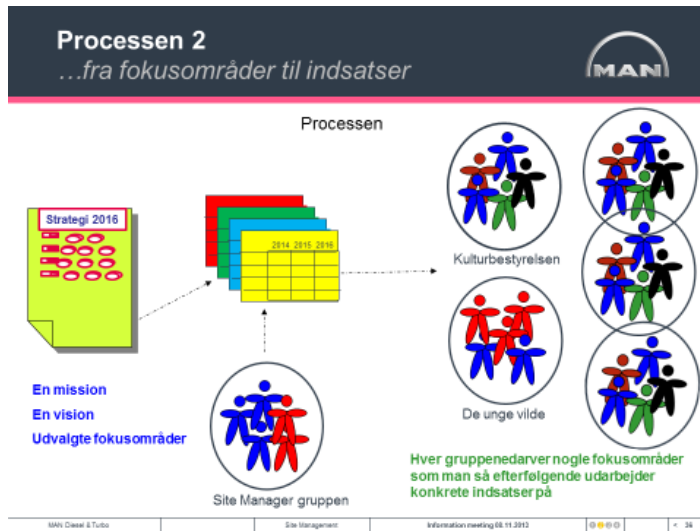 Processen 2
…fra fokusområder til indsatser
MAN
Processen
Strategi 2016
2014 2015 2016
Kulturbestyrelsen
De unge vilde
En mission
En vision
Udvalgte fokusområder
Site Manager gruppen
Hver gruppenedarver nogle fokusområder
som man så efterfølgende udarbejder
konkrete indsatser på
MAN Diesel & Turbo
Site Management
Information meeting 08.11.2013